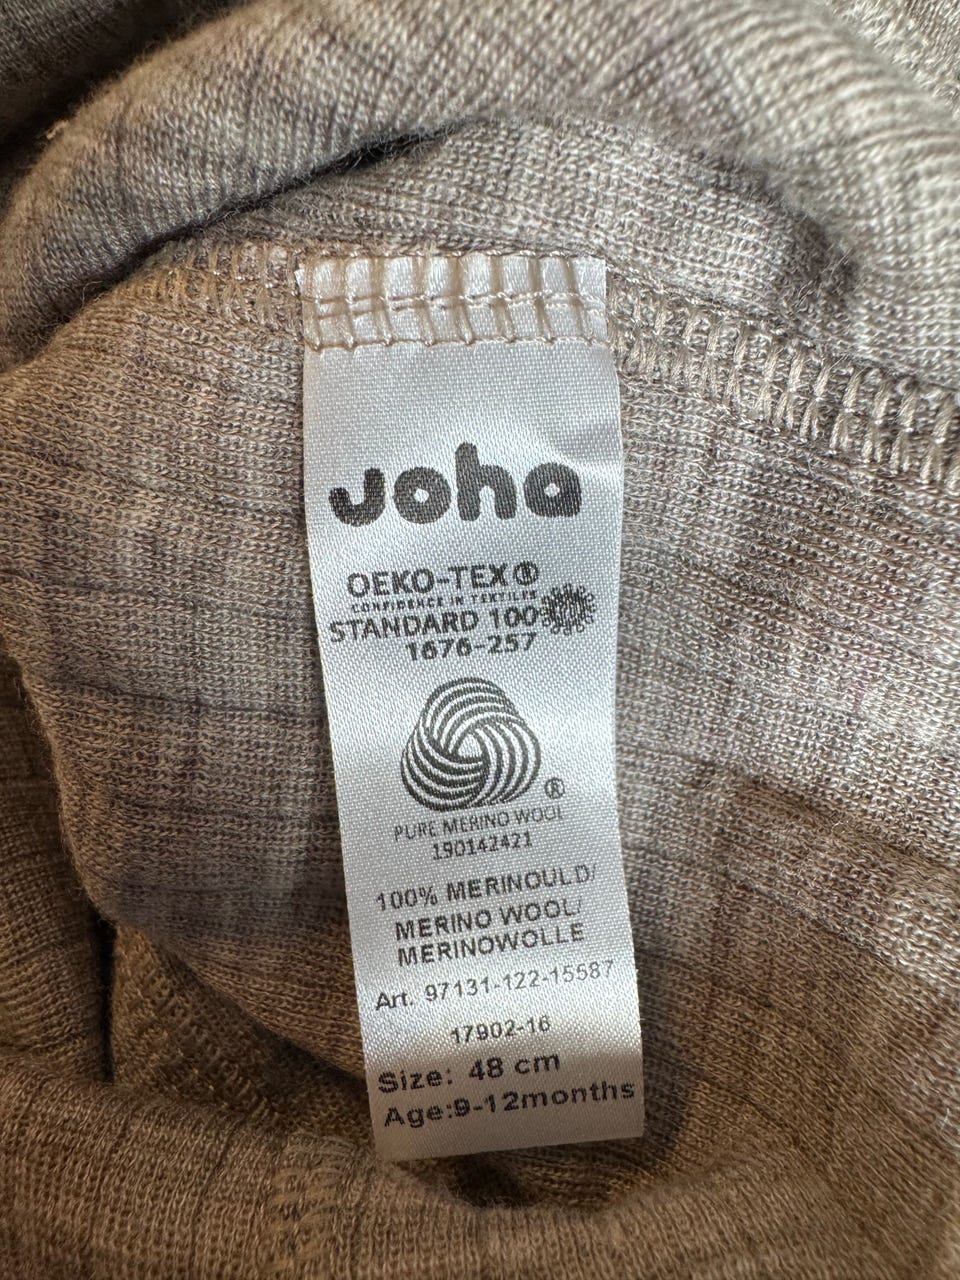 Joha
OEKO-TEX®
CONFIDENCE IN TEXTILES
STANDARD 100
1676-257
®
PURE MERINO WOOL
190142421
100% MERINOULD/
MERINO WOOL/
MERINOWOLLE
Art. 97131-122-15587
17902-16
Size: 48 cm
Age:9-12months